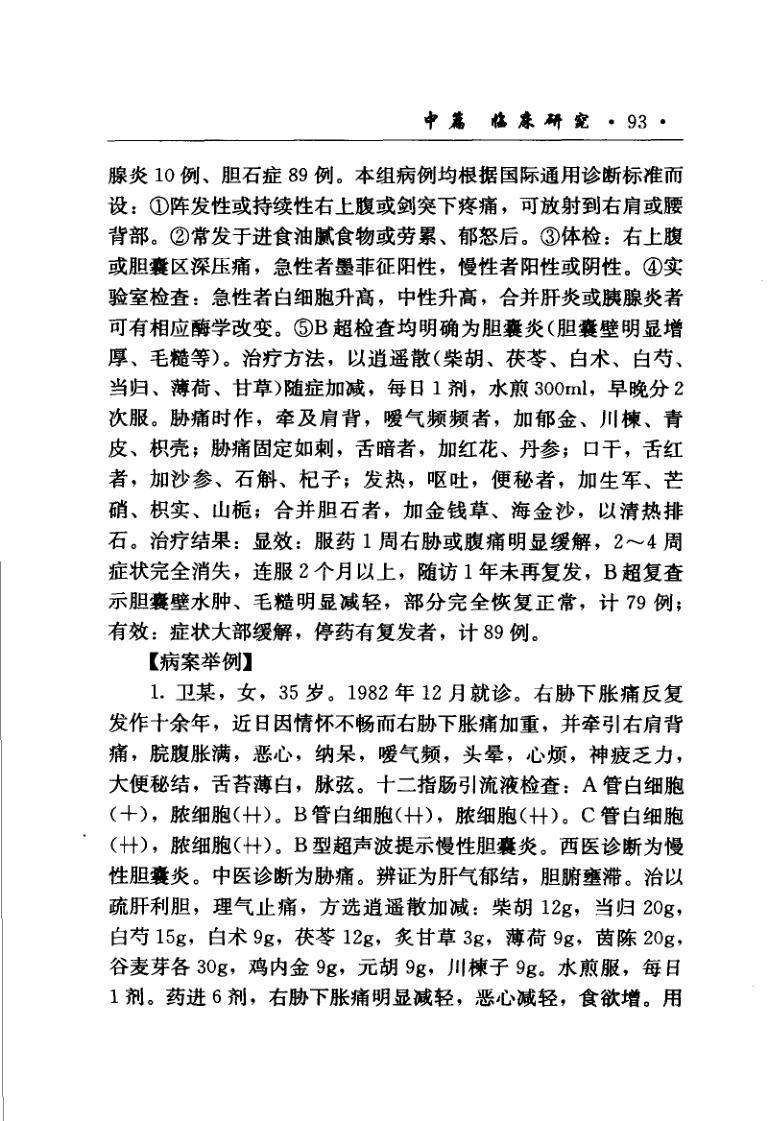 中篇 临床研究 · 93 ·
腺炎 10 例、胆石症 89 例。本组病例均根据国际通用诊断标准而
设：①阵发性或持续性右上腹或剑突下疼痛，可放射到右肩或腰
背部。②常发于进食油腻食物或劳累、郁怒后。③体检：右上腹
或胆囊区深压痛，急性者墨菲征阳性，慢性者阳性或阴性。④实
验室检查：急性者白细胞升高，中性升高，合并肝炎或胰腺炎者
可有相应酶学改变。⑤B 超检查均明确为胆囊炎(胆囊壁明显增
厚、毛糙等)。治疗方法，以逍遥散(柴胡、茯苓、白术、白芍、
当归、薄荷、甘草)随症加减，每日 1 剂，水煎 300ml，早晚分 2
次服。胁痛时作，牵及肩背，嗳气频频者，加郁金、川楝、青
皮、枳壳；胁痛固定如刺，舌暗者，加红花、丹参；口干，舌红
者，加沙参、石斛、杞子；发热，呕吐，便秘者，加生军、芒
硝、枳实、山栀；合并胆石者，加金钱草、海金沙，以清热排
石。治疗结果：显效：服药 1 周右胁或腹痛明显缓解，2～4 周
症状完全消失，连服 2 个月以上，随访 1 年未再复发，B 超复查
示胆囊壁水肿、毛糙明显减轻，部分完全恢复正常，计 79 例；
有效：症状大部缓解，停药有复发者，计 89 例。
【病案举例】
1. 卫某，女，35 岁。1982 年 12 月就诊。右胁下胀痛反复
发作十余年，近日因情怀不畅而右胁下胀痛加重，并牵引右肩背
痛，脘腹胀满，恶心，纳呆，嗳气频，头晕，心烦，神疲乏力，
大便秘结，舌苔薄白，脉弦。十二指肠引流液检查：A 管白细胞
(+)，脓细胞(卄)。B 管白细胞(卄)，脓细胞(卄)。C 管白细胞
(卄)，脓细胞(卄)。B 型超声波提示慢性胆囊炎。西医诊断为慢
性胆囊炎。中医诊断为胁痛。辨证为肝气郁结，胆腑壅滞。治以
疏肝利胆，理气止痛，方选逍遥散加减：柴胡 12g，当归 20g，
白芍 15g，白术 9g，茯苓 12g，炙甘草 3g，薄荷 9g，茵陈 20g，
谷麦芽各 30g，鸡内金 9g，元胡 9g，川楝子 9g。水煎服，每日
1 剂。药进 6 剂，右胁下胀痛明显减轻，恶心减轻，食欲增。用